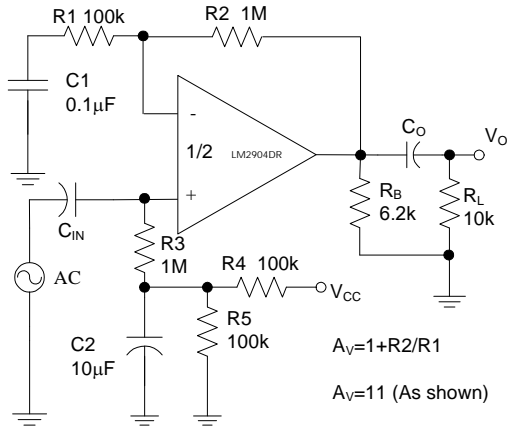 R1 100k
R2 1M
C1
0.1µF
-
1/2
LM2904DR
+
CO
VO
RB
6.2k
RL
10k
CIN
R3
1M
AC
R4 100k
VCC
R5
100k
C2
10µF
AV=1+R2/R1
AV=11 (As shown)